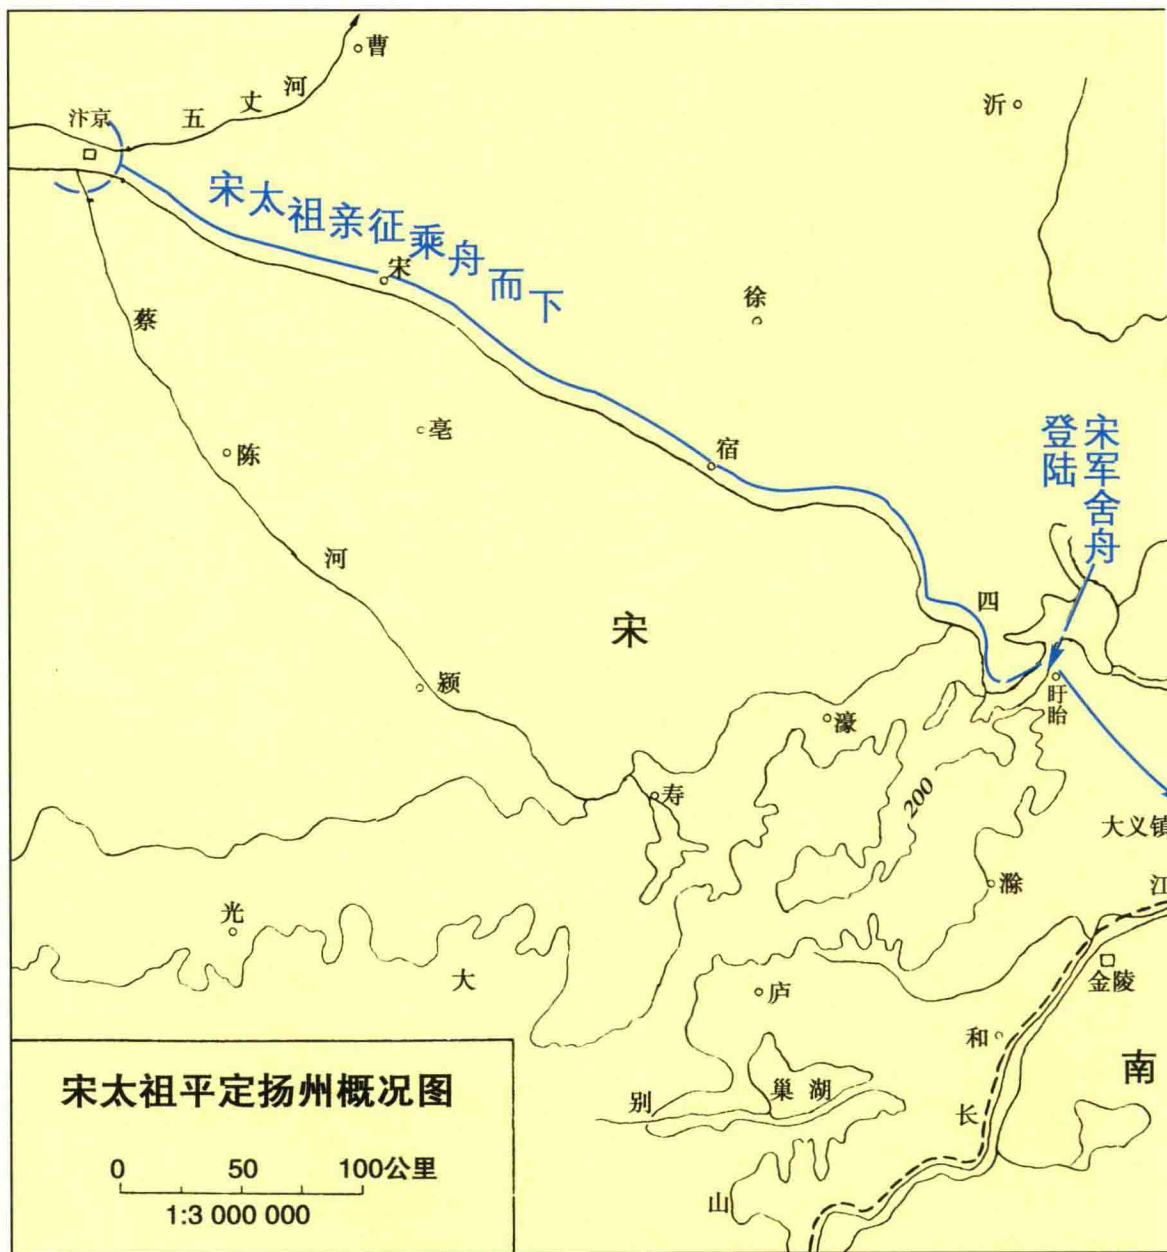 曹
五丈河
沂
汴京
宋太祖亲征乘舟而下
宋
徐
蔡河
亳
陈
宿
宋军舍舟
登陆
四
宋
颍
盱眙
濠
200
寿
大义镇
滁
江
光
大
金陵
庐
和
南
巢湖
别
长
山
宋太祖平定扬州概况图
0 50 100公里
1:3 000 000